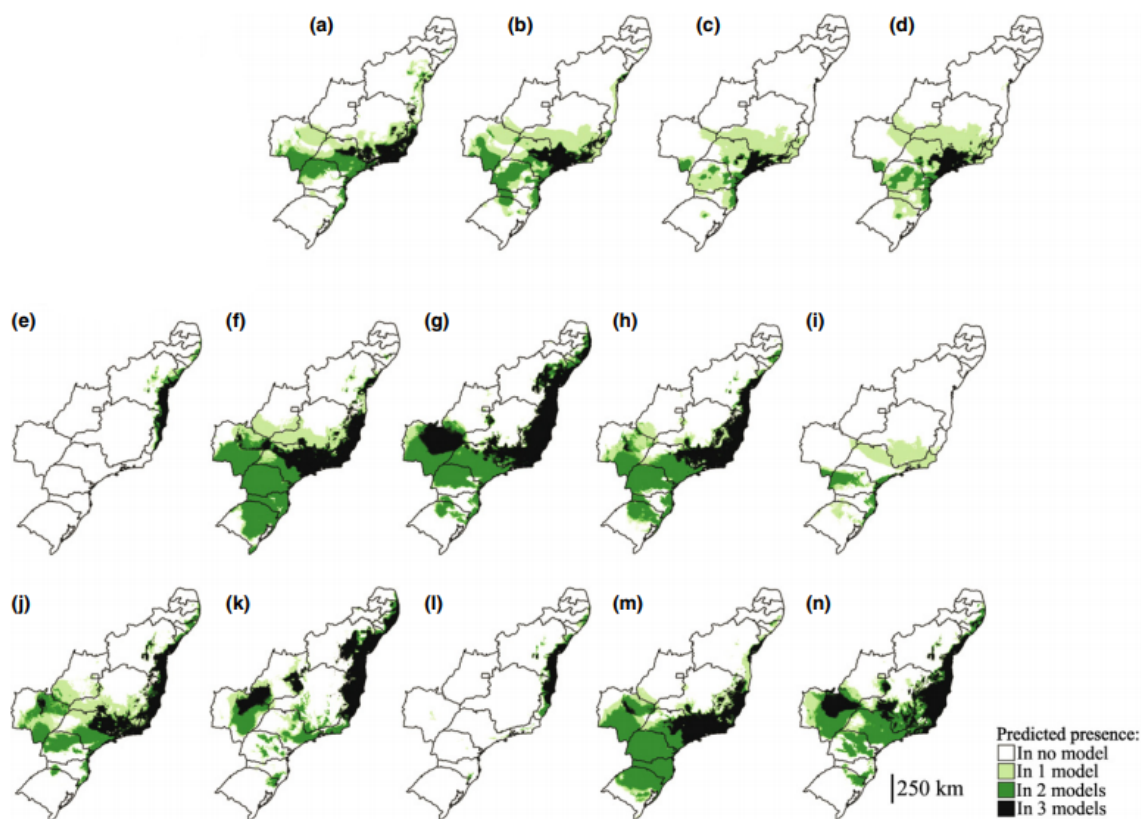 (a) (b) (c) (d)
(e) (f) (g) (h) (i)
(j) (k) (l) (m) (n)
Predicted presence:
In no model
In 1 model
In 2 models
In 3 models
250 km